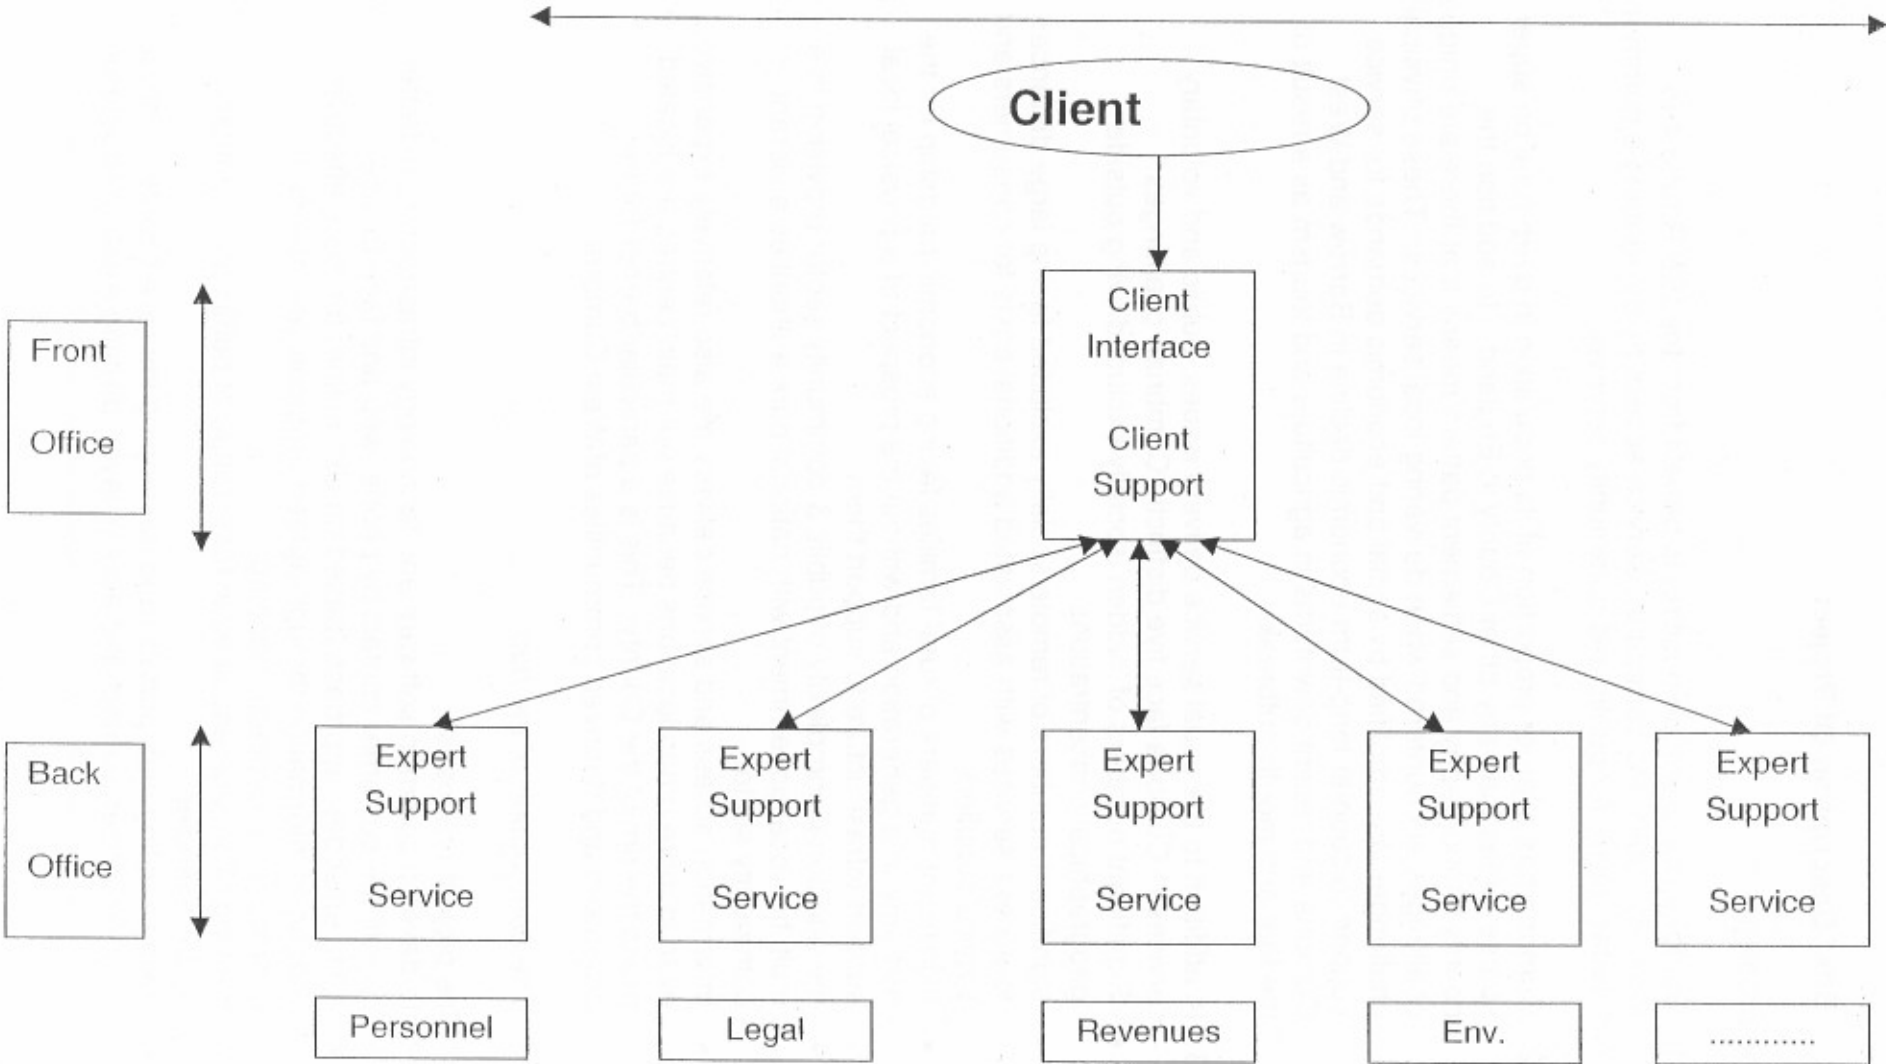 Client
Client
Interface
Client
Support
Front
Office
Back
Office
Expert
Support
Service
Expert
Support
Service
Expert
Support
Service
Expert
Support
Service
Expert
Support
Service
Personnel
Legal
Revenues
Env.
............